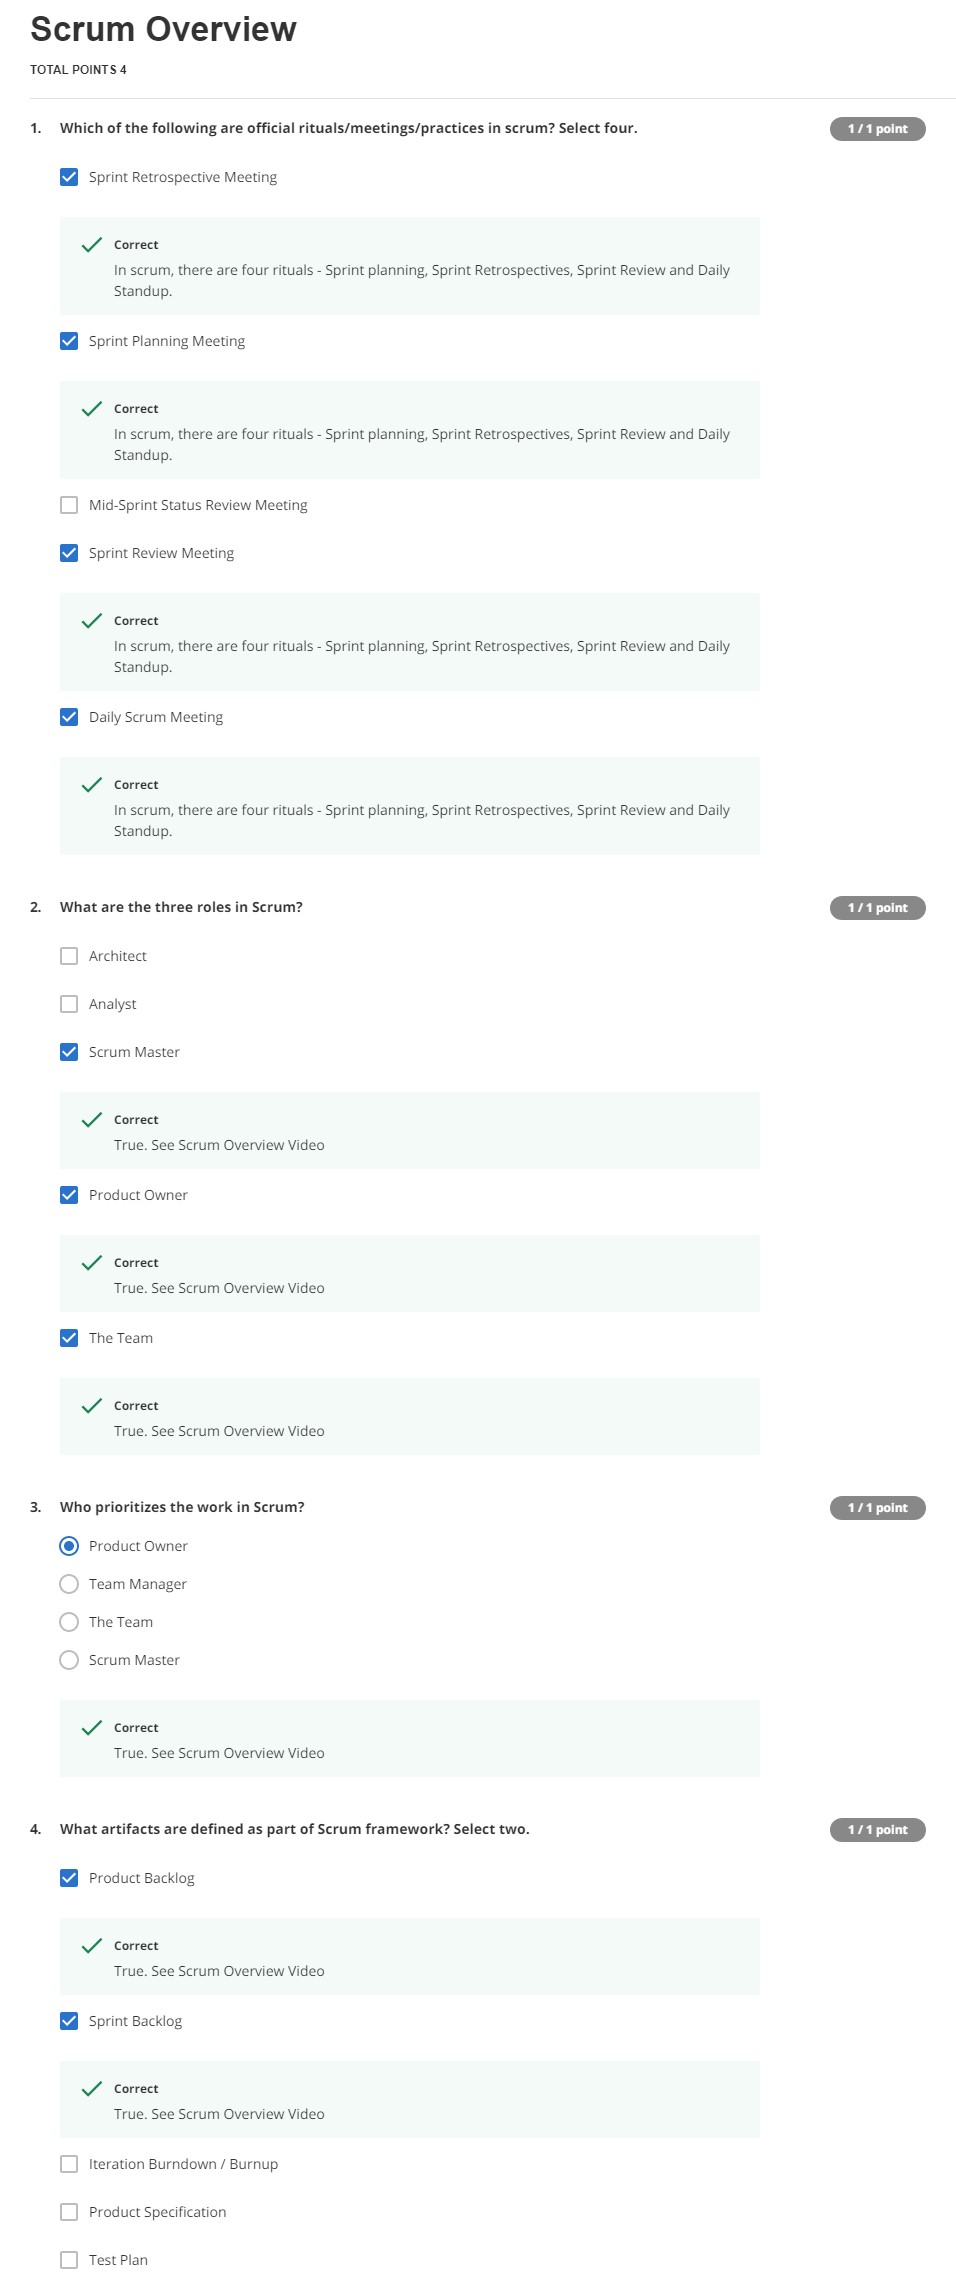 Scrum Overview
TOTAL POINTS 4
1. Which of the following are official rituals/meetings/practices in scrum? Select four. 1 / 1 point
Sprint Retrospective Meeting
Correct
In scrum, there are four rituals - Sprint planning, Sprint Retrospectives, Sprint Review and Daily
Standup.
Sprint Planning Meeting
Correct
In scrum, there are four rituals - Sprint planning, Sprint Retrospectives, Sprint Review and Daily
Standup.
Mid-Sprint Status Review Meeting
Sprint Review Meeting
Correct
In scrum, there are four rituals - Sprint planning, Sprint Retrospectives, Sprint Review and Daily
Standup.
Daily Scrum Meeting
Correct
In scrum, there are four rituals - Sprint planning, Sprint Retrospectives, Sprint Review and Daily
Standup.
2. What are the three roles in Scrum? 1 / 1 point
Architect
Analyst
Scrum Master
Correct
True. See Scrum Overview Video
Product Owner
Correct
True. See Scrum Overview Video
The Team
Correct
True. See Scrum Overview Video
3. Who prioritizes the work in Scrum? 1 / 1 point
Product Owner
Team Manager
The Team
Scrum Master
Correct
True. See Scrum Overview Video
4. What artifacts are defined as part of Scrum framework? Select two. 1 / 1 point
Product Backlog
Correct
True. See Scrum Overview Video
Sprint Backlog
Correct
True. See Scrum Overview Video
Iteration Burndown / Burnup
Product Specification
Test Plan